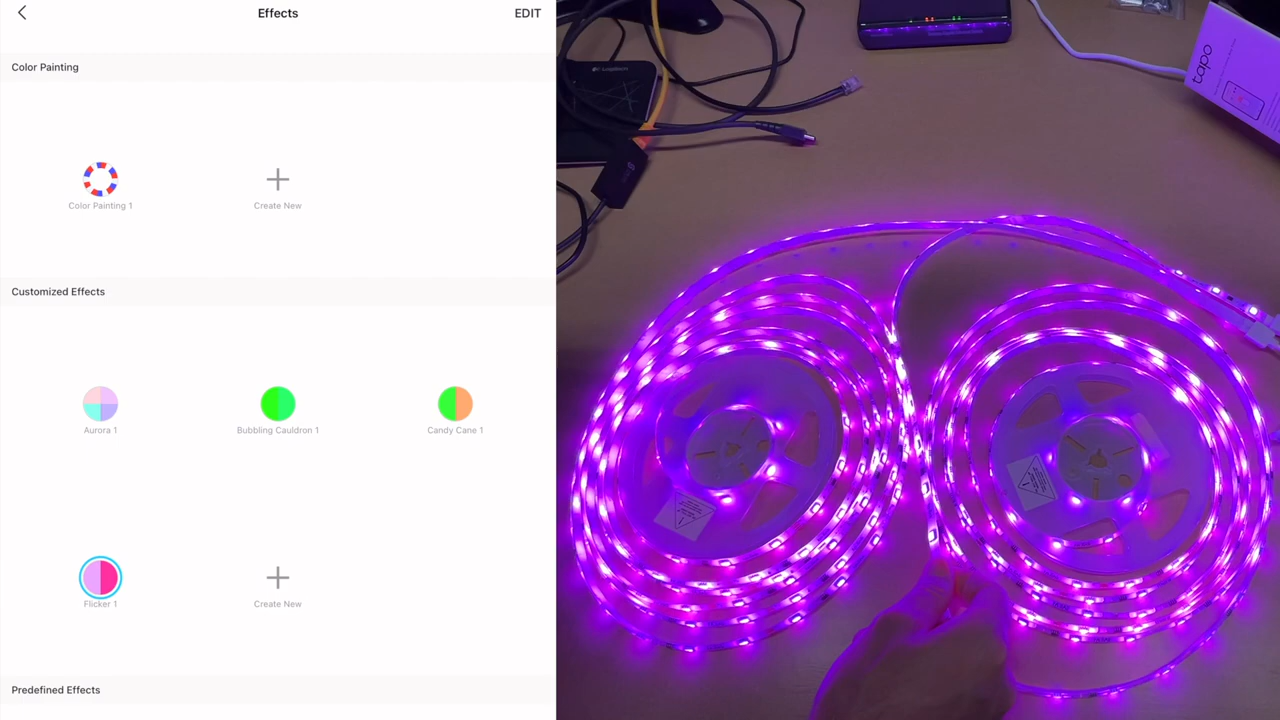 Effects
EDIT
Color Painting
Color Painting 1
Create New
Customized Effects
Aurora 1
Bubbling Cauldron 1
Candy Cane 1
Flicker 1
Create New
Predefined Effects
tapo